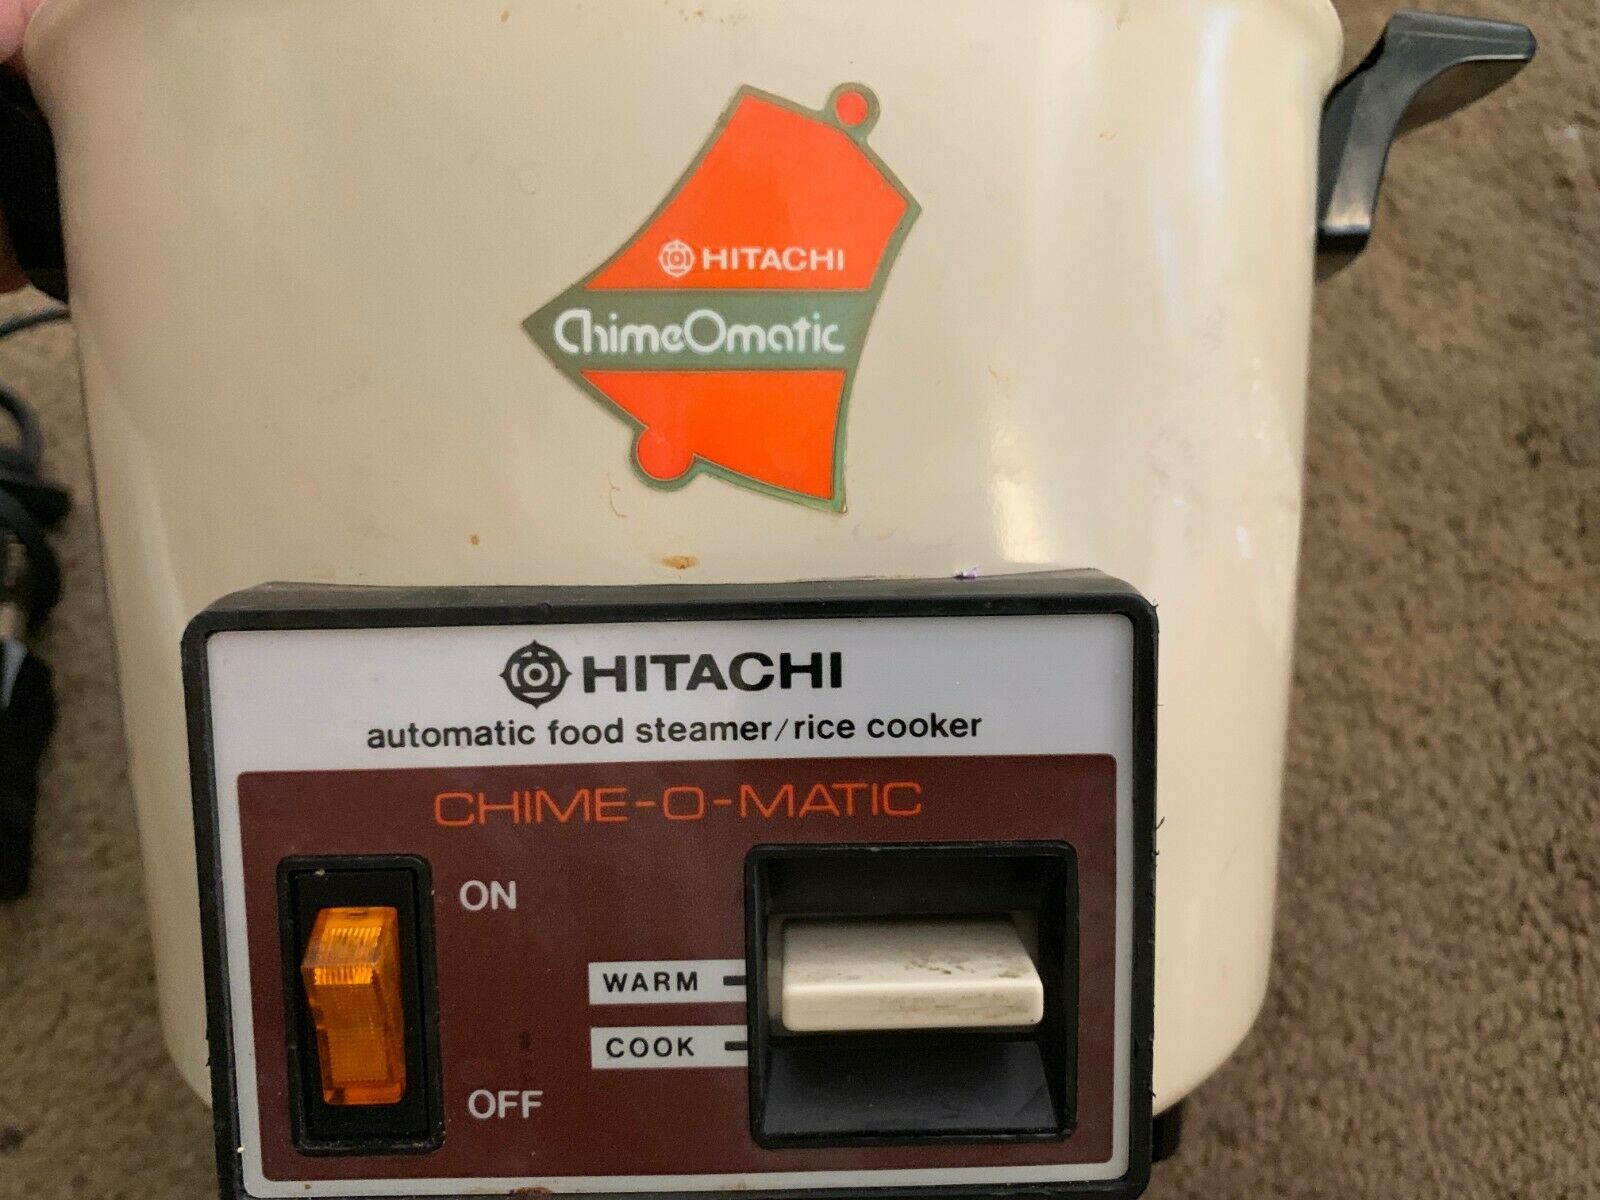 HITACHI
ChimeOmatic
HITACHI
automatic food steamer/rice cooker
CHIME-O-MATIC
ON
WARM
COOK
OFF